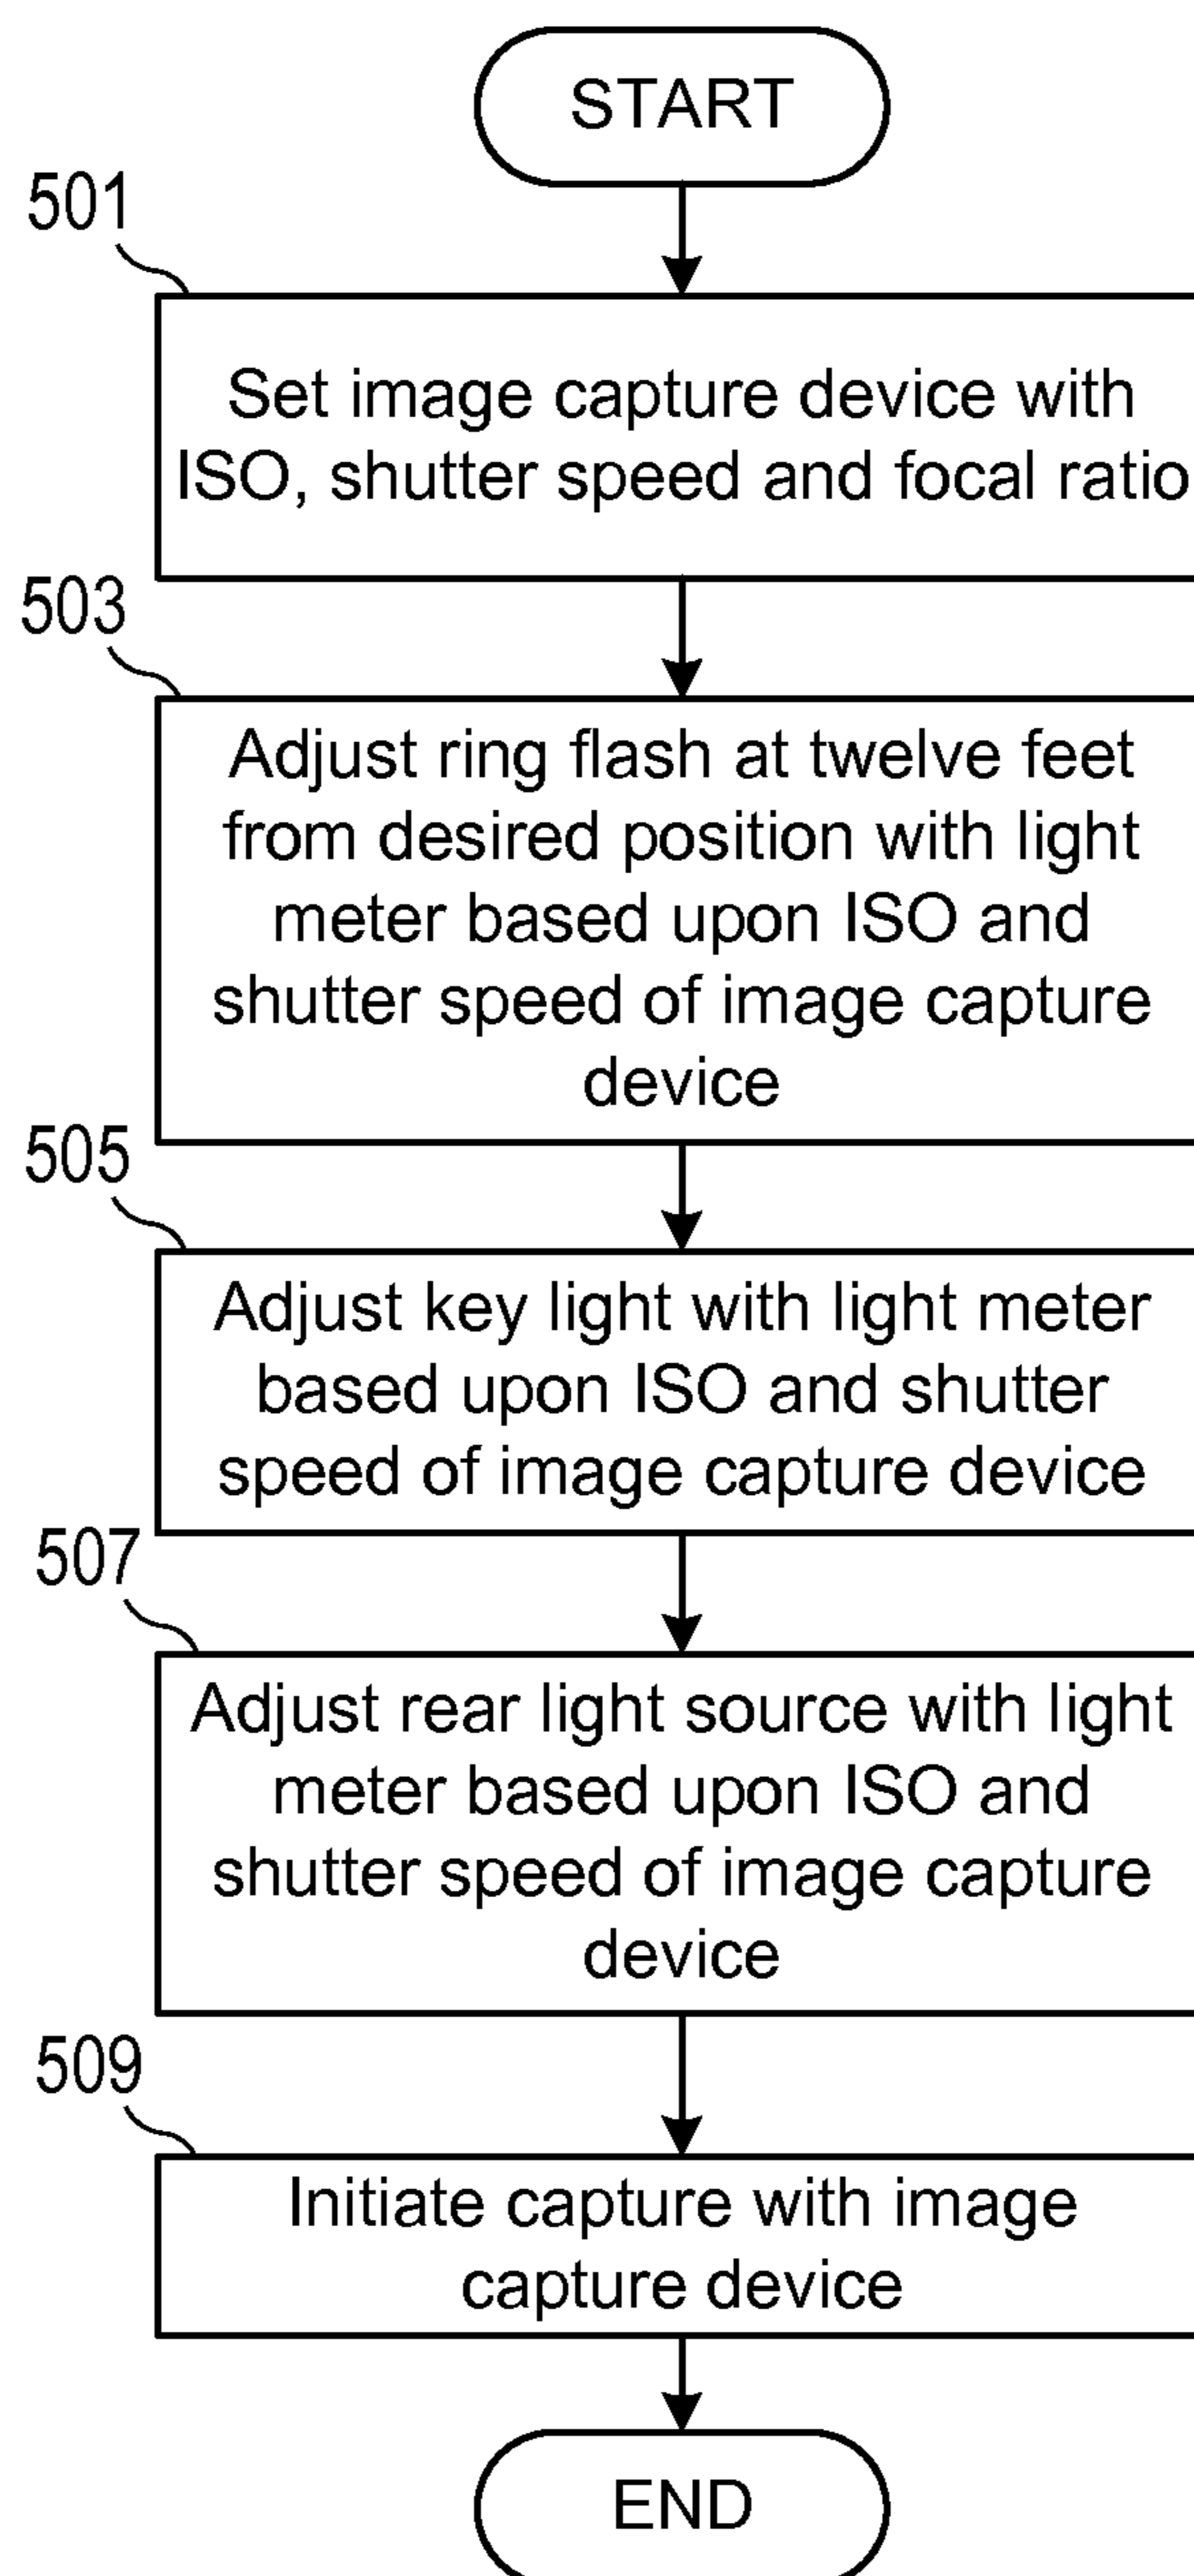 START
501
Set image capture device with
ISO, shutter speed and focal ratio
503
Adjust ring flash at twelve feet
from desired position with light
meter based upon ISO and
shutter speed of image capture
device
505
Adjust key light with light meter
based upon ISO and shutter
speed of image capture device
507
Adjust rear light source with light
meter based upon ISO and
shutter speed of image capture
device
509
Initiate capture with image
capture device
END